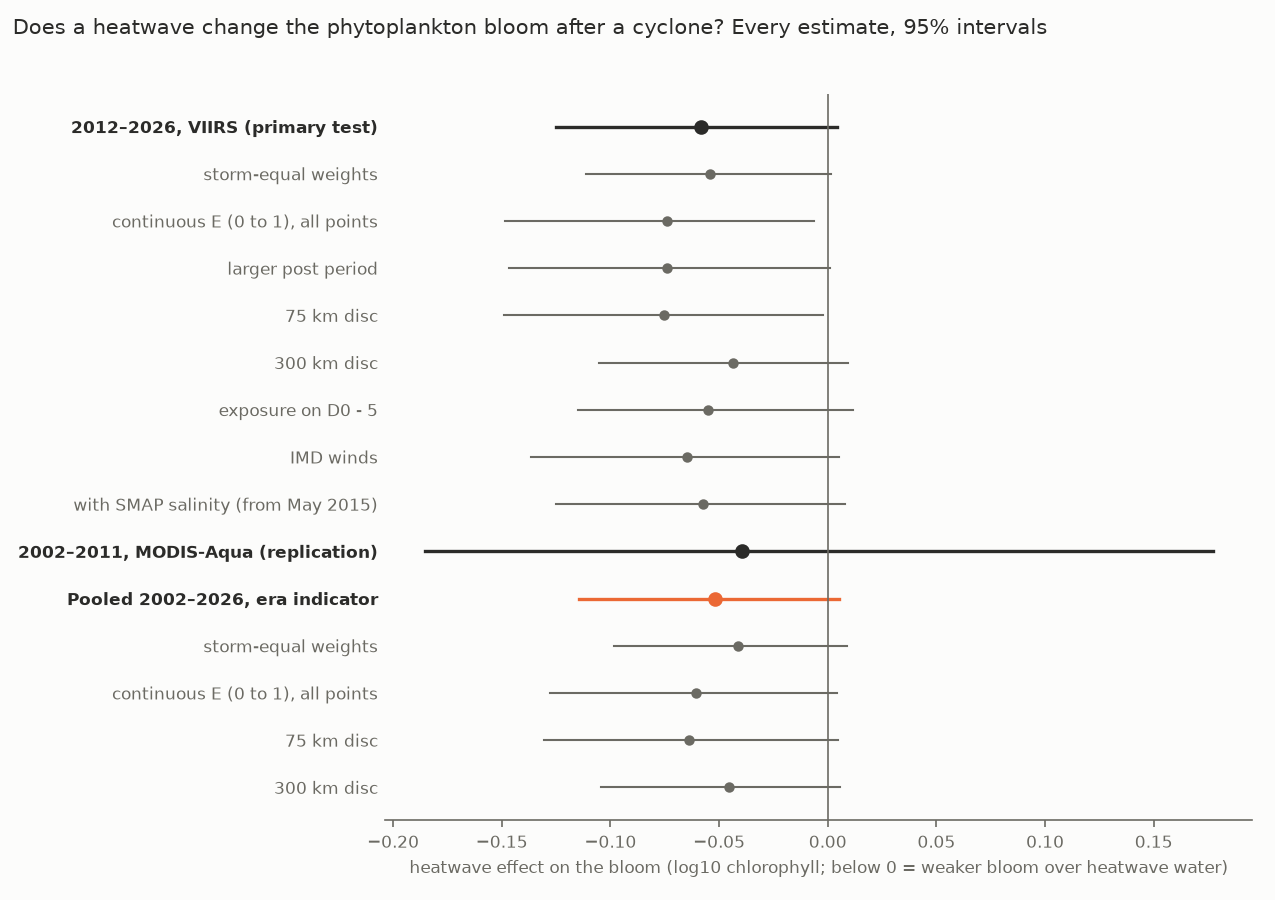 Does a heatwave change the phytoplankton bloom after a cyclone? Every estimate, 95% intervals
2012–2026, VIIRS (primary test)
storm-equal weights
continuous E (0 to 1), all points
larger post period
75 km disc
300 km disc
exposure on D0 - 5
IMD winds
with SMAP salinity (from May 2015)
2002–2011, MODIS-Aqua (replication)
Pooled 2002–2026, era indicator
storm-equal weights
continuous E (0 to 1), all points
75 km disc
300 km disc
−0.20 −0.15 −0.10 −0.05 0.00 0.05 0.10 0.15
heatwave effect on the bloom (log10 chlorophyll; below 0 = weaker bloom over heatwave water)